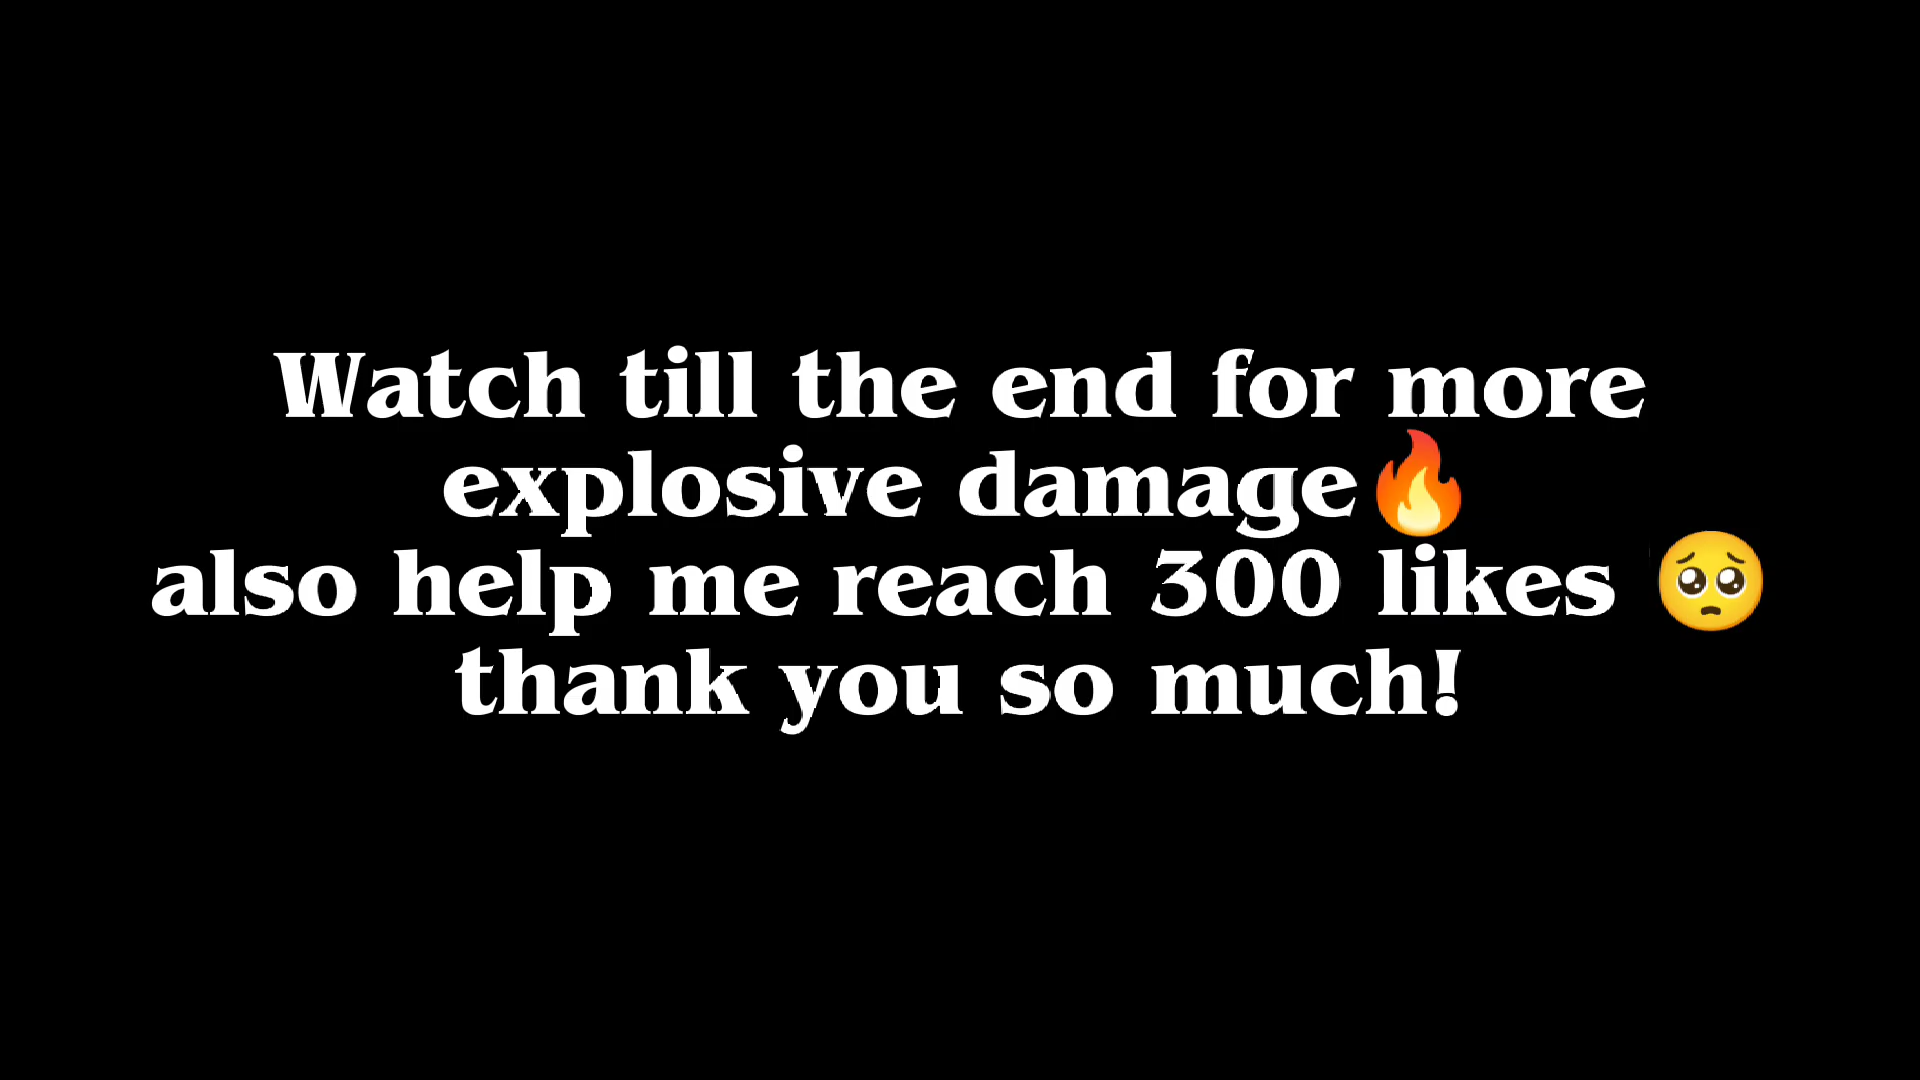 Watch till the end for more
explosive damage🔥
also help me reach 300 likes 🥺
thank you so much!